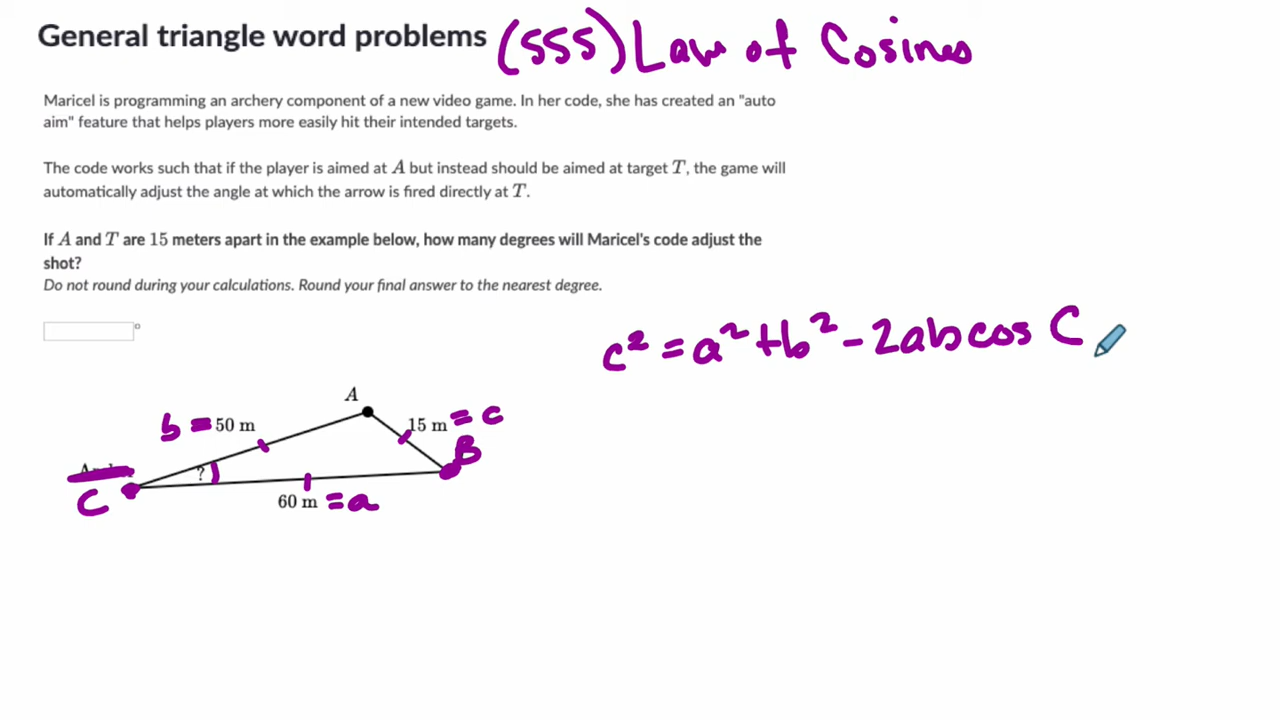 General triangle word problems (SSS) Law of Cosines
Maricel is programming an archery component of a new video game. In her code, she has created an "auto
aim" feature that helps players more easily hit their intended targets.
The code works such that if the player is aimed at A but instead should be aimed at target T, the game will
automatically adjust the angle at which the arrow is fired directly at T.
If A and T are 15 meters apart in the example below, how many degrees will Maricel's code adjust the
shot?
Do not round during your calculations. Round your final answer to the nearest degree.
°
c² = a² + b² - 2ab cos C
A
b = 50 m
15 m = c
B
?
C
60 m = a